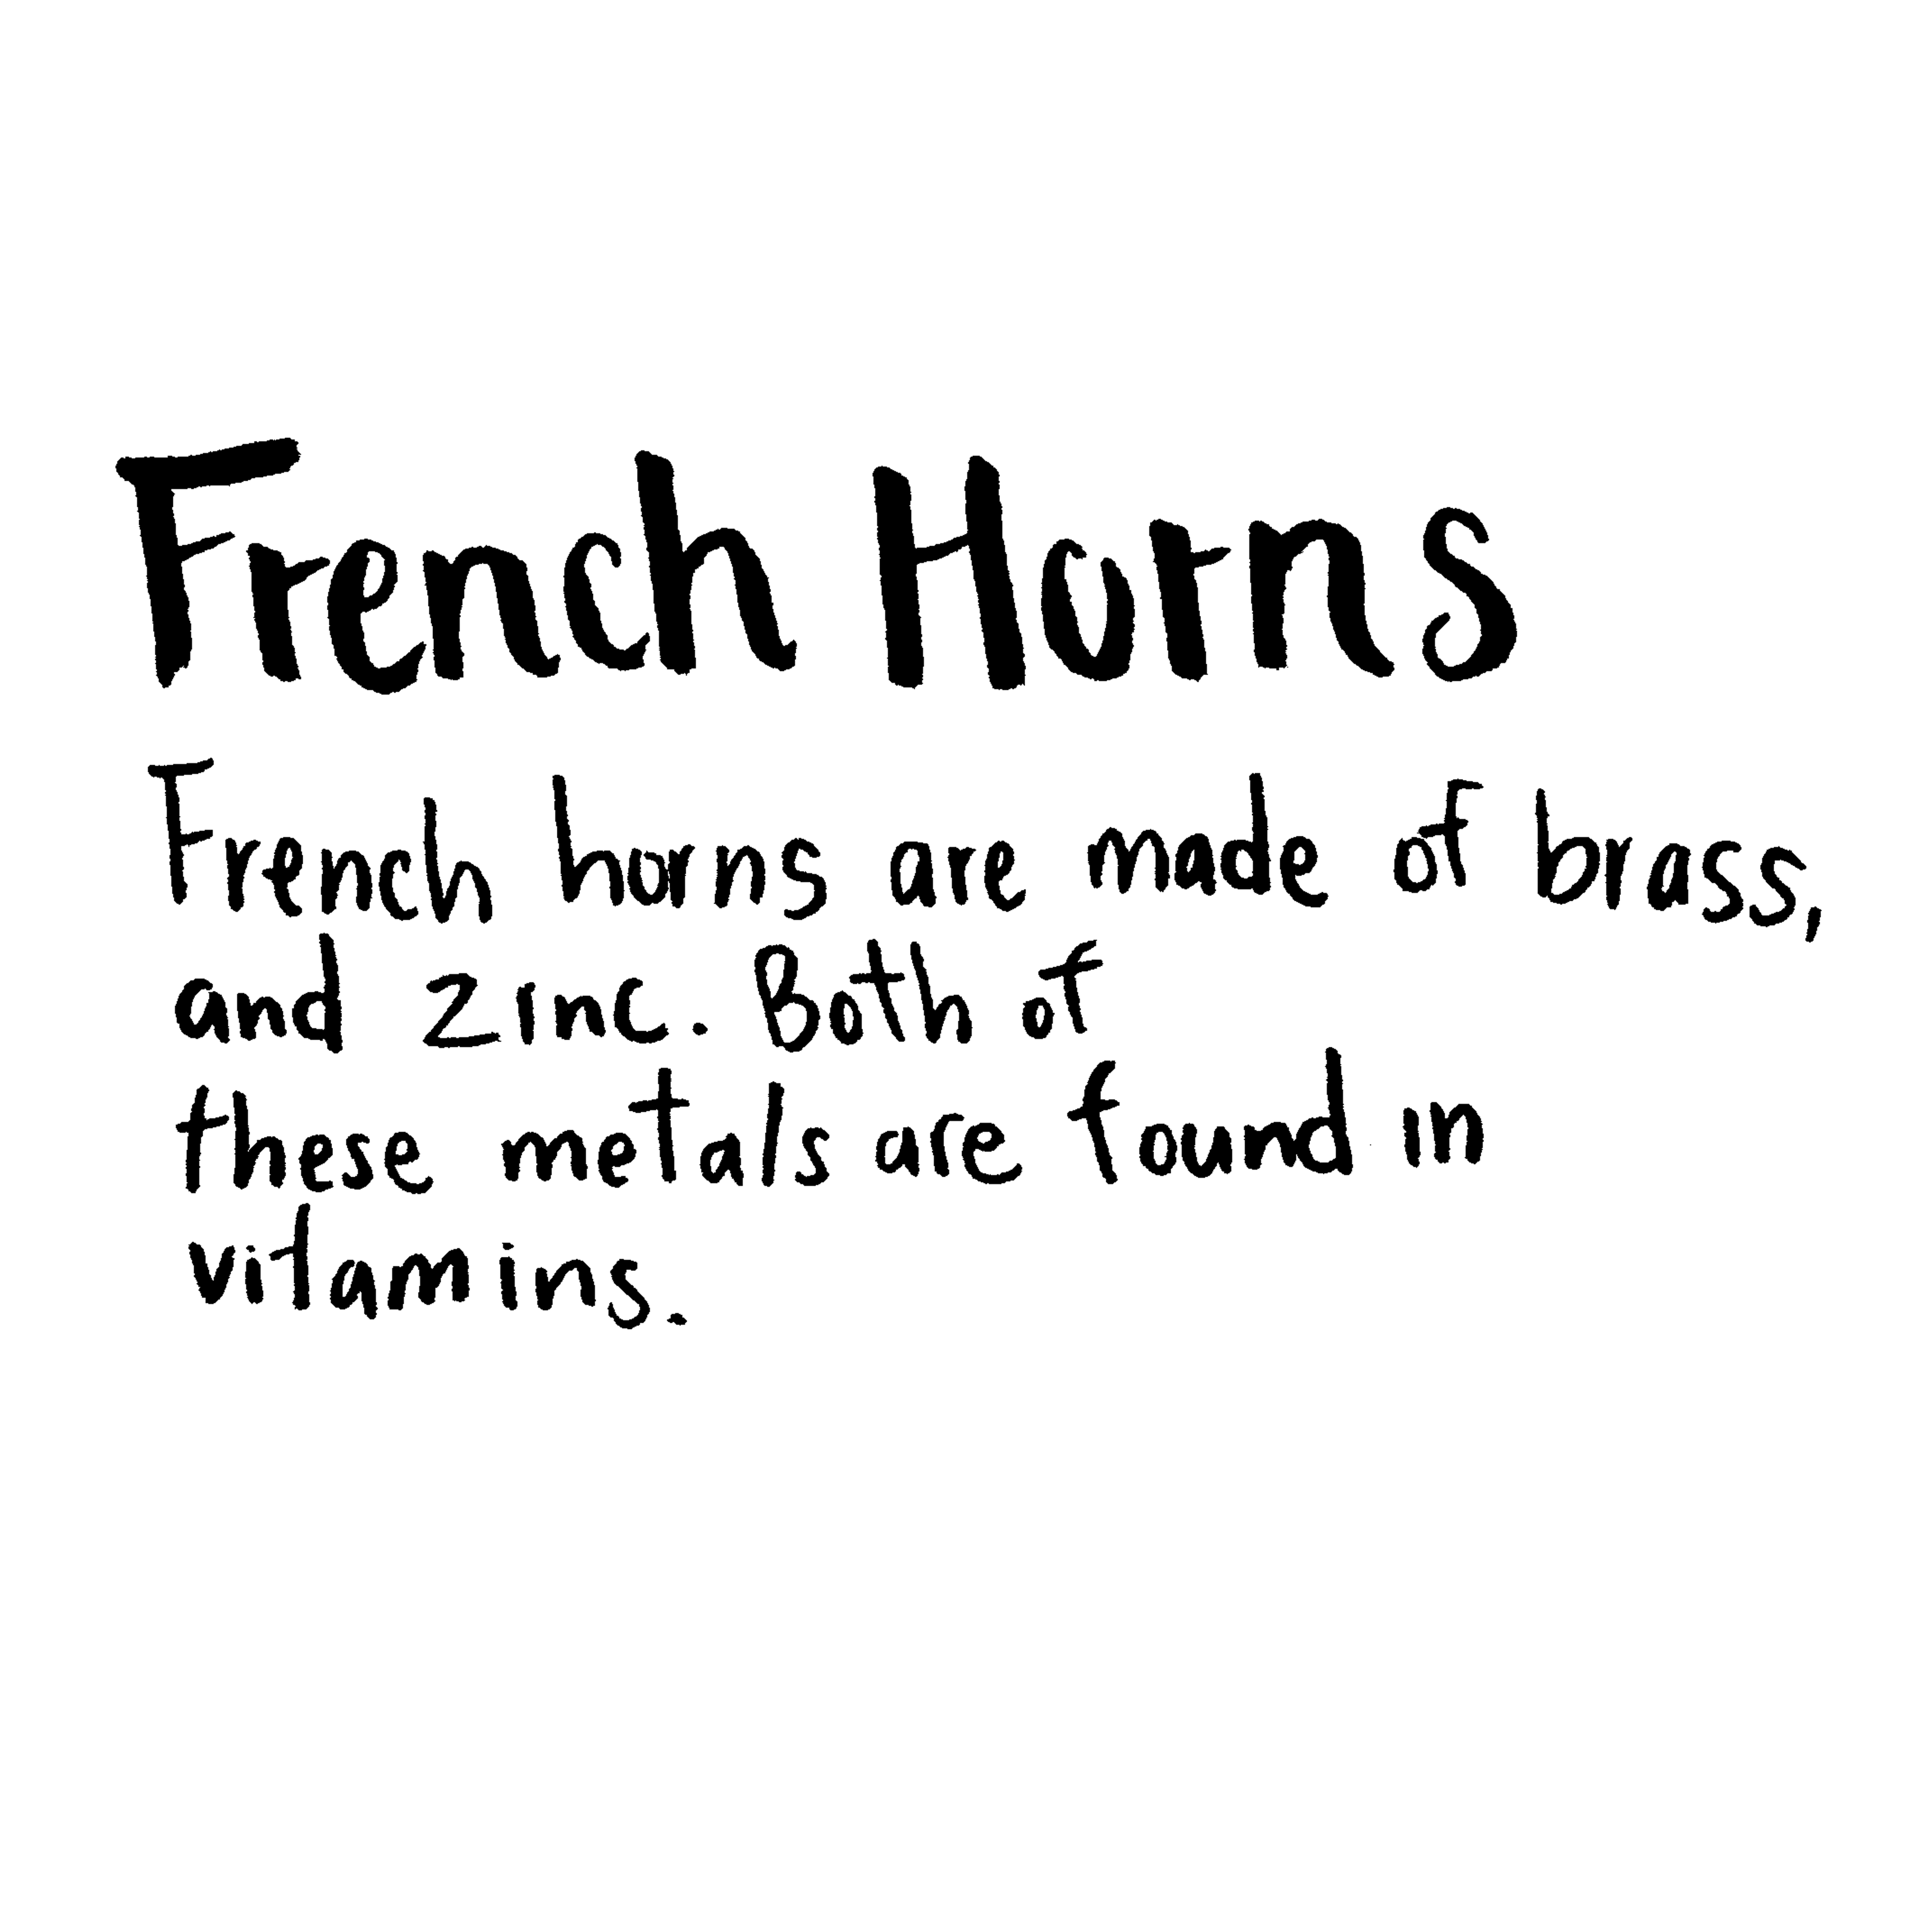 French Horns
French horns are made of brass,
and zinc. Both of
these metals are found in
vitamins.